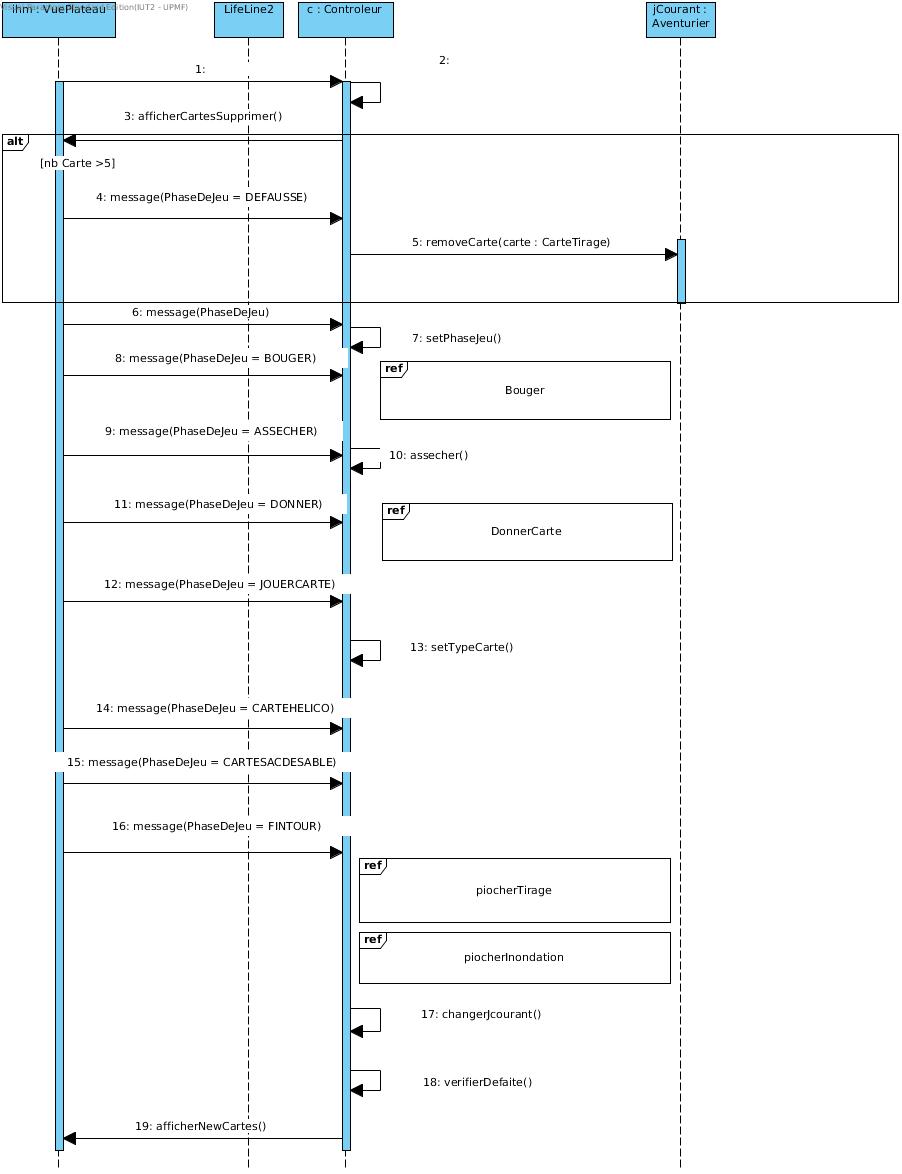 Edition(IUT2 - UPMF)
ihm : VuePlateau
LifeLine2
c : Controleur
jCourant :
Aventurier
2:
1:
3: afficherCartesSupprimer()
alt
[nb Carte >5]
4: message(PhaseDeJeu = DEFAUSSE)
5: removeCarte(carte : CarteTirage)
6: message(PhaseDeJeu)
7: setPhaseJeu()
8: message(PhaseDeJeu = BOUGER)
ref
Bouger
9: message(PhaseDeJeu = ASSECHER)
10: assecher()
11: message(PhaseDeJeu = DONNER)
ref
DonnerCarte
12: message(PhaseDeJeu = JOUERCARTE)
13: setTypeCarte()
14: message(PhaseDeJeu = CARTEHELICO)
15: message(PhaseDeJeu = CARTESACDESABLE)
16: message(PhaseDeJeu = FINTOUR)
ref
piocherTirage
ref
piocherInondation
17: changerJcourant()
18: verifierDefaite()
19: afficherNewCartes()